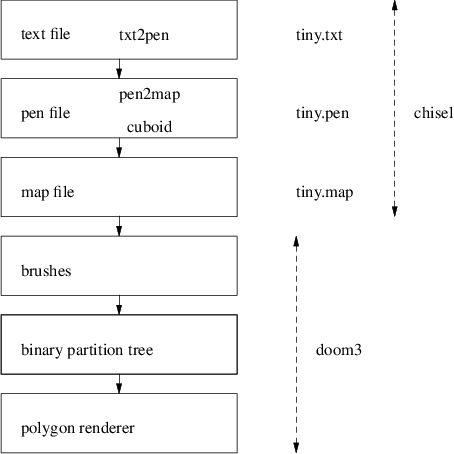 text file txt2pen tiny.txt
pen2map
pen file tiny.pen chisel
cuboid
map file tiny.map
brushes
binary partition tree doom3
polygon renderer